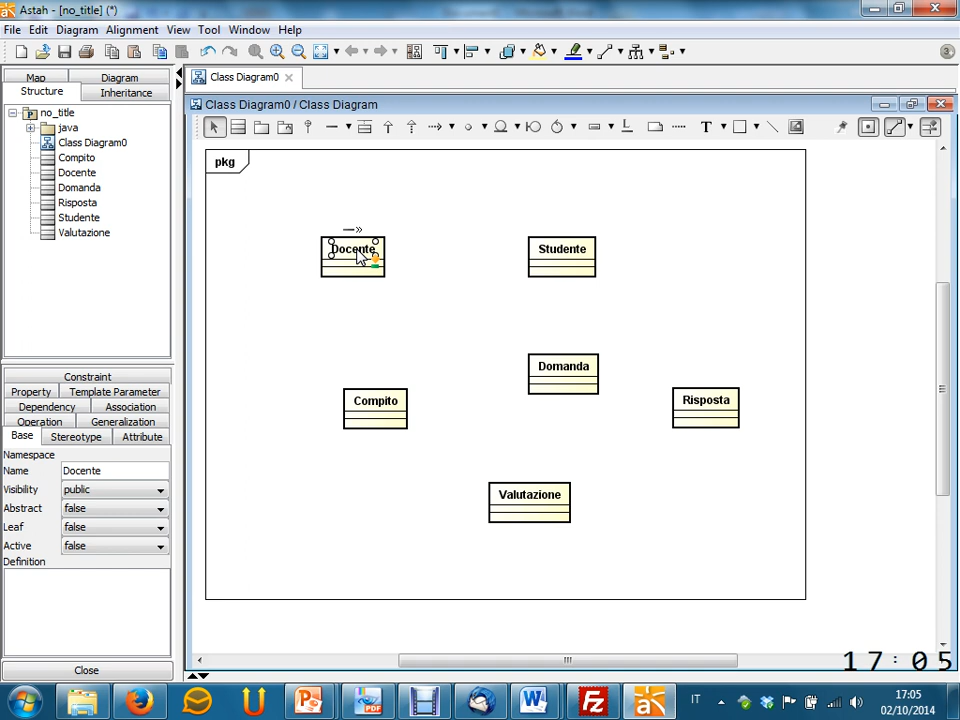 Astah - [no_title] (*)
File Edit Diagram Alignment View Tool Window Help
Map Diagram
Structure Inheritance
no_title
java
Class Diagram0
Compito
Docente
Domanda
Risposta
Studente
Valutazione
Class Diagram0
Class Diagram0 / Class Diagram
T
pkg
Docente
Studente
Domanda
Compito
Risposta
Valutazione
Constraint
Property Template Parameter
Dependency Association
Operation Generalization
Base Stereotype Attribute
Namespace
Name Docente
Visibility public
Abstract false
Leaf false
Active false
Definition
Close
17:05
IT
17:05
02/10/2014